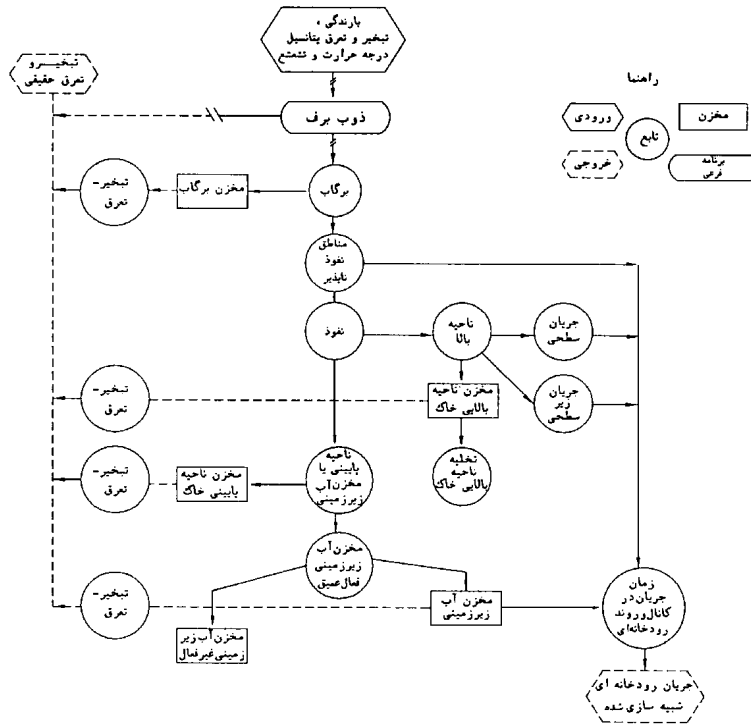 بارندگی ،
تبخیر و تعرق پتانسیل
درجه حرارت و تشعشع
تبخیر و
تعرق حقیقی
ذوب برف
راهنما
ورودی
مخزن
تابع
خروجی
برنامه
فرعی
برگاب
مخزن برگاب
تبخیر-
تعرق
مناطق
نفوذ
ناپذیر
نفوذ
ناحیه
بالا
جریان
سطحی
جریان
زیر
سطحی
مخزن ناحیه
بالایی خاک
تبخیر-
تعرق
تخلیه
ناحیه
بالایی خاک
ناحیه
پایینی یا
مخزن آب
زیرزمینی
مخزن ناحیه
پایینی خاک
تبخیر-
تعرق
مخزن آب
زیرزمینی
فعال عمیق
مخزن آب
زیرزمینی
تبخیر-
تعرق
مخزن آب زیر
زمینی غیرفعال
زمان
جریان در
کانال و روند
رودخانه‌ای
جریان رودخانه ای
شبیه سازی شده